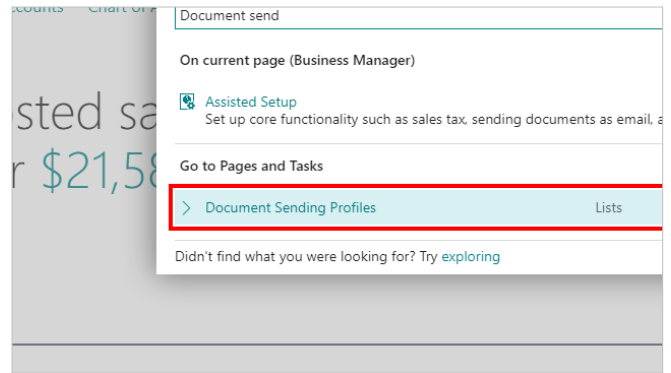 Chart of A
Document send
On current page (Business Manager)
Assisted Setup
Set up core functionality such as sales tax, sending documents as email, a
sted sa
r $21,58
Go to Pages and Tasks
Document Sending Profiles Lists
Didn't find what you were looking for? Try exploring